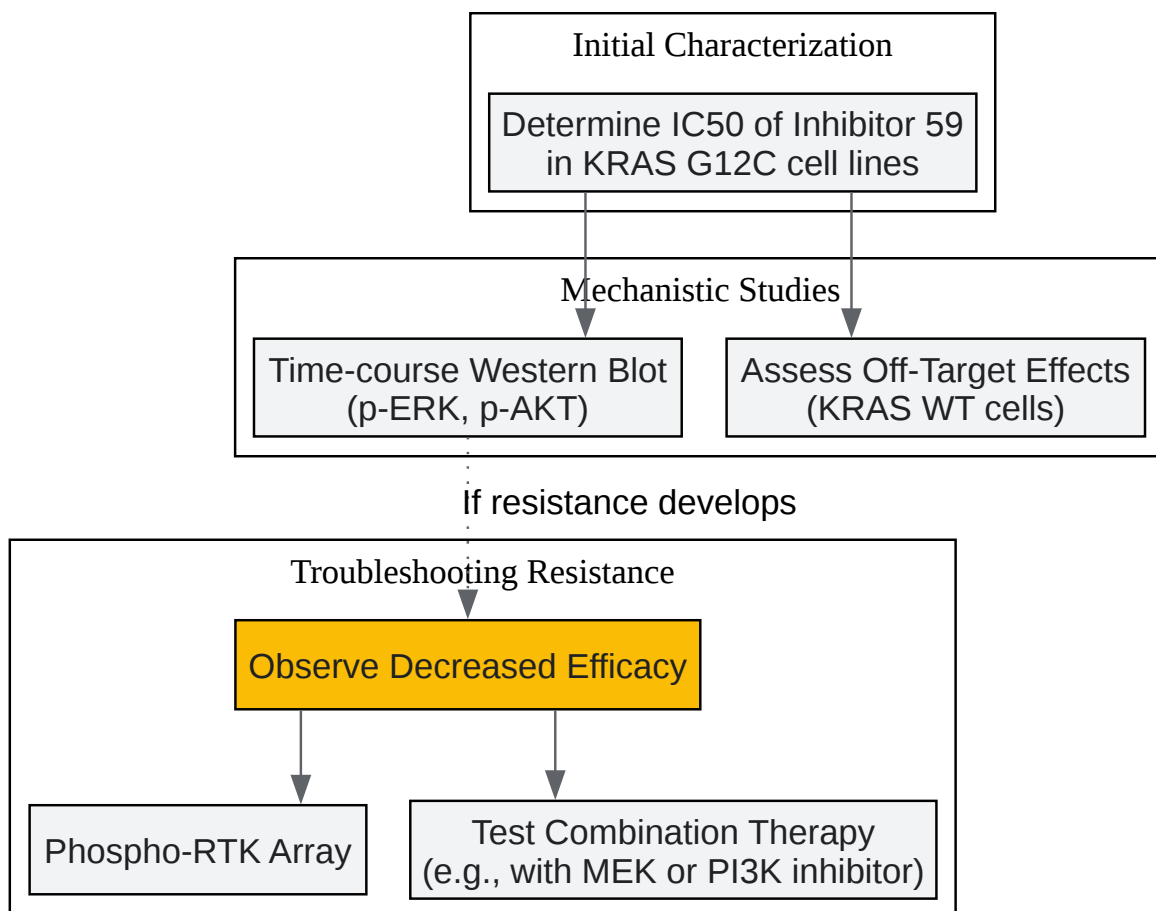 Initial Characterization
Determine IC50 of Inhibitor 59
in KRAS G12C cell lines
Mechanistic Studies
Time-course Western Blot
(p-ERK, p-AKT)
Assess Off-Target Effects
(KRAS WT cells)
If resistance develops
Troubleshooting Resistance
Observe Decreased Efficacy
Phospho-RTK Array
Test Combination Therapy
(e.g., with MEK or PI3K inhibitor)